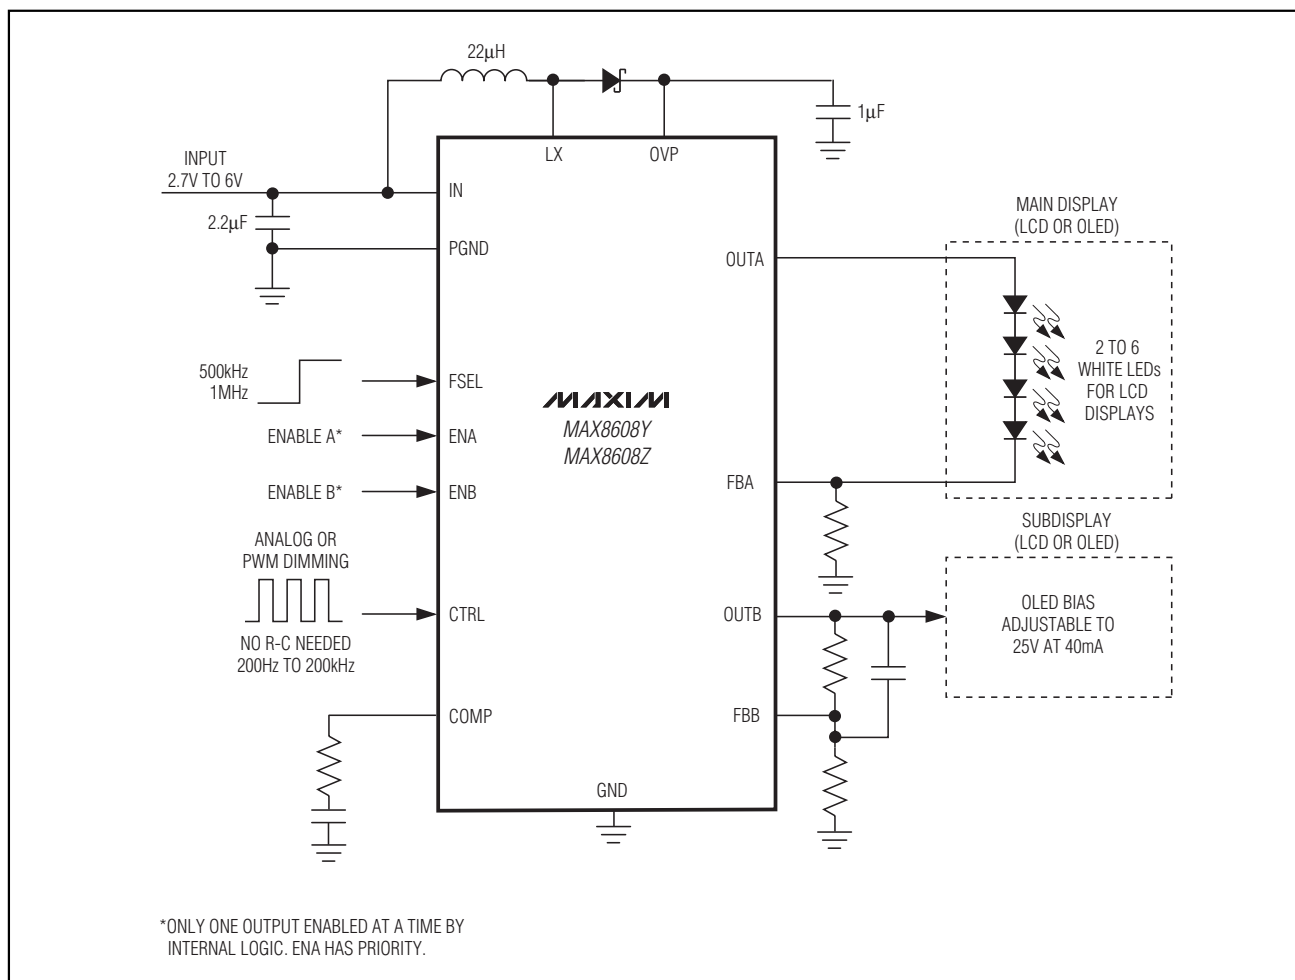 22µH
1µF
LX
OVP
INPUT
2.7V TO 6V
IN
2.2µF
PGND
MAIN DISPLAY
(LCD OR OLED)
OUTA
2 TO 6
WHITE LEDs
FOR LCD
DISPLAYS
500kHz
1MHz
FSEL
MAXIM
MAX8608Y
MAX8608Z
ENABLE A*
ENA
ENABLE B*
ENB
FBA
SUBDISPLAY
(LCD OR OLED)
ANALOG OR
PWM DIMMING
CTRL
NO R-C NEEDED
200Hz TO 200kHz
OUTB
OLED BIAS
ADJUSTABLE TO
25V AT 40mA
COMP
FBB
GND
*ONLY ONE OUTPUT ENABLED AT A TIME BY
INTERNAL LOGIC. ENA HAS PRIORITY.